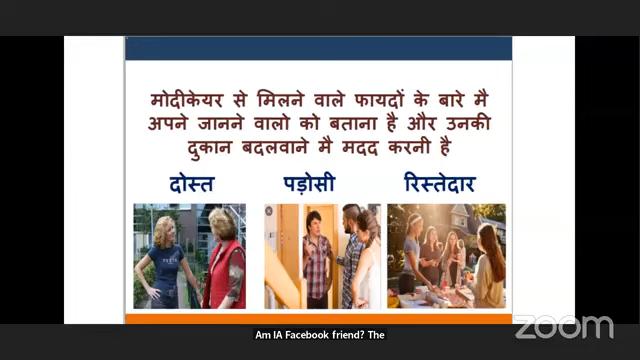 मोदीकेयर से मिलने वाले फायदों के बारे मै
अपने जानने वालो को बताना है और उनकी
दुकान बदलवाने मै मदद करनी है
दोस्त पड़ोसी रिस्तेदार
Am IA Facebook friend? The
zoom